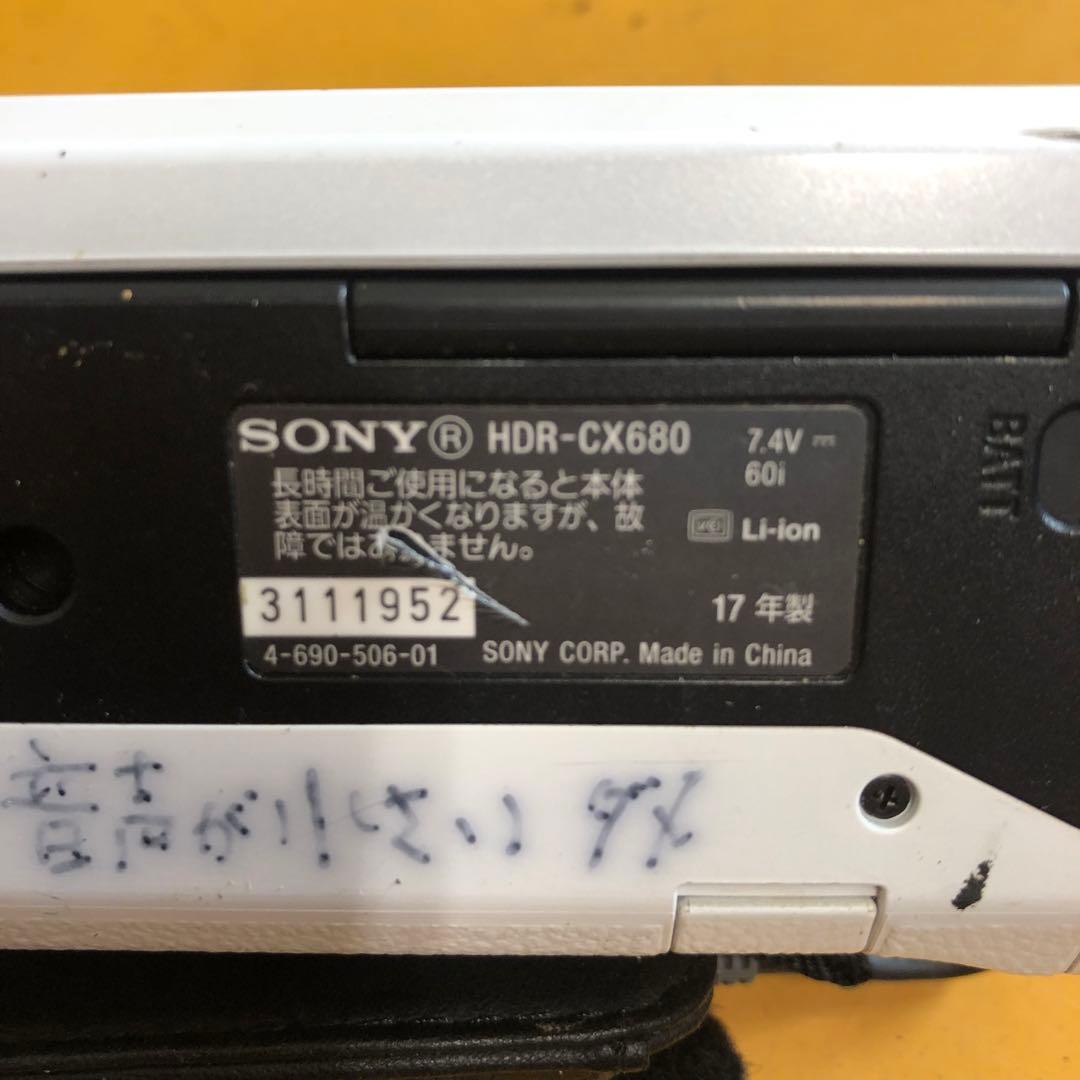 SONY® HDR-CX680 7.4V ⎓
60i
長時間ご使用になると本体
表面が温かくなりますが、故
障ではありません。
Li-ion
3111952
17 年製
4-690-506-01 SONY CORP. Made in China
BATT
音声が小さい